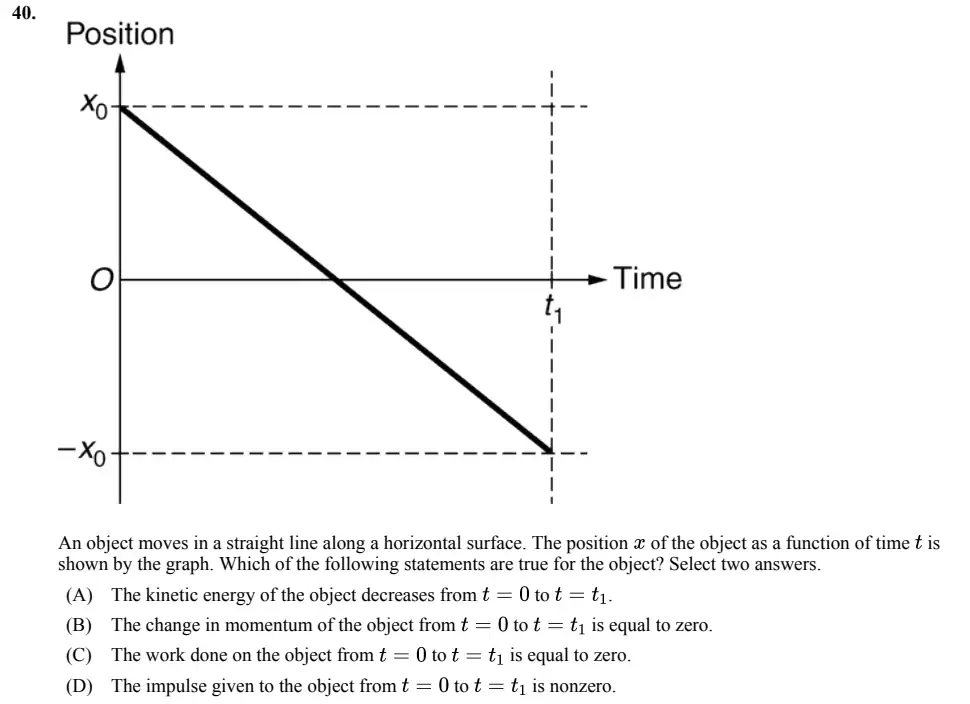 40.
Position
x₀
O
Time
t₁
−x₀
An object moves in a straight line along a horizontal surface. The position x of the object as a function of time t is
shown by the graph. Which of the following statements are true for the object? Select two answers.
(A) The kinetic energy of the object decreases from t = 0 to t = t₁.
(B) The change in momentum of the object from t = 0 to t = t₁ is equal to zero.
(C) The work done on the object from t = 0 to t = t₁ is equal to zero.
(D) The impulse given to the object from t = 0 to t = t₁ is nonzero.